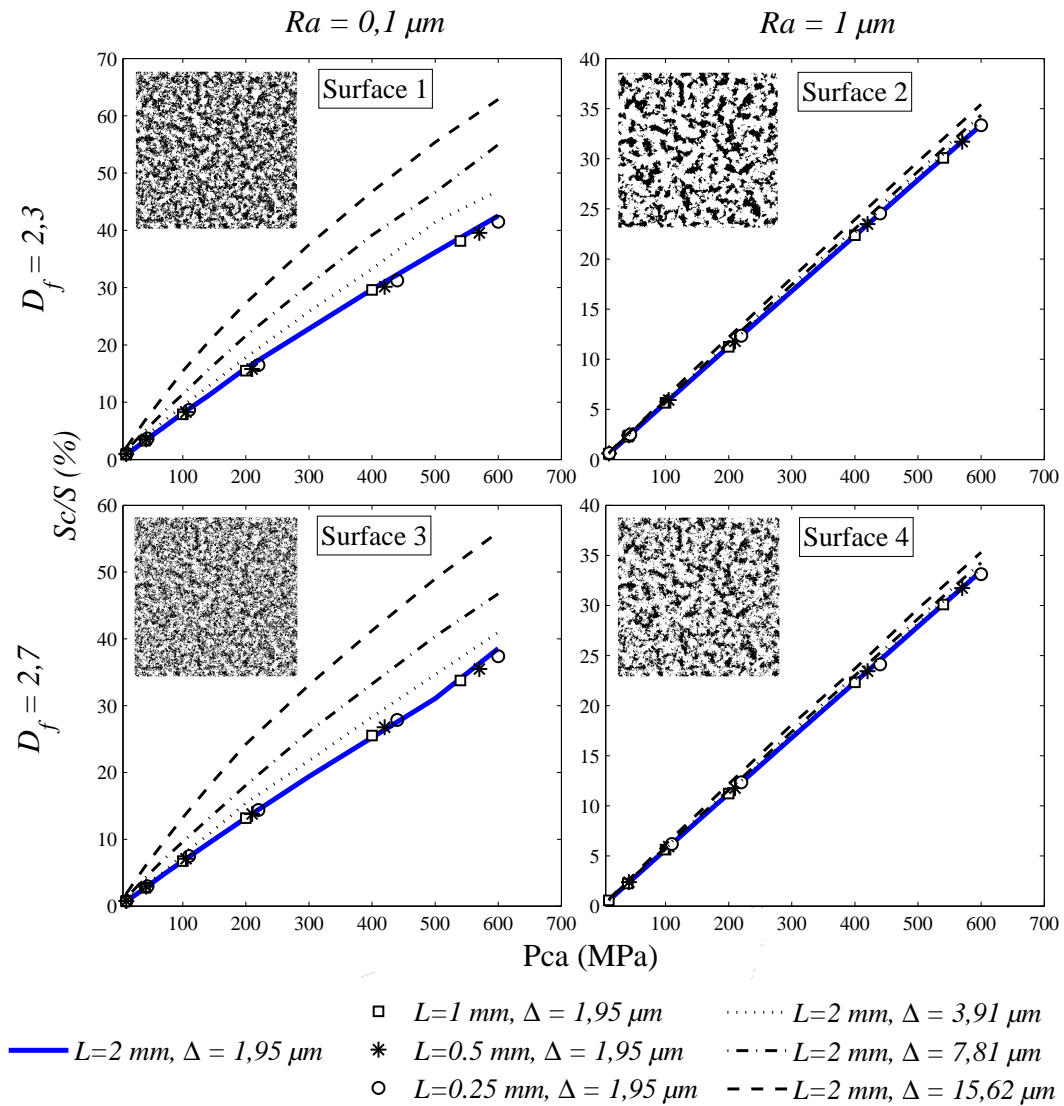 Ra = 0,1 μm
Ra = 1 μm
D_f = 2,3
D_f = 2,7
Sc/S (%)
Surface 1
70
60
50
40
30
20
10
0
100 200 300 400 500 600 700
Surface 2
40
35
30
25
20
15
10
5
0
100 200 300 400 500 600 700
Surface 3
60
50
40
30
20
10
0
100 200 300 400 500 600 700
Surface 4
40
35
30
25
20
15
10
5
0
100 200 300 400 500 600 700
Pca (MPa)
L=2 mm, Δ = 1,95 μm
L=1 mm, Δ = 1,95 μm
L=0.5 mm, Δ = 1,95 μm
L=0.25 mm, Δ = 1,95 μm
L=2 mm, Δ = 3,91 μm
L=2 mm, Δ = 7,81 μm
L=2 mm, Δ = 15,62 μm